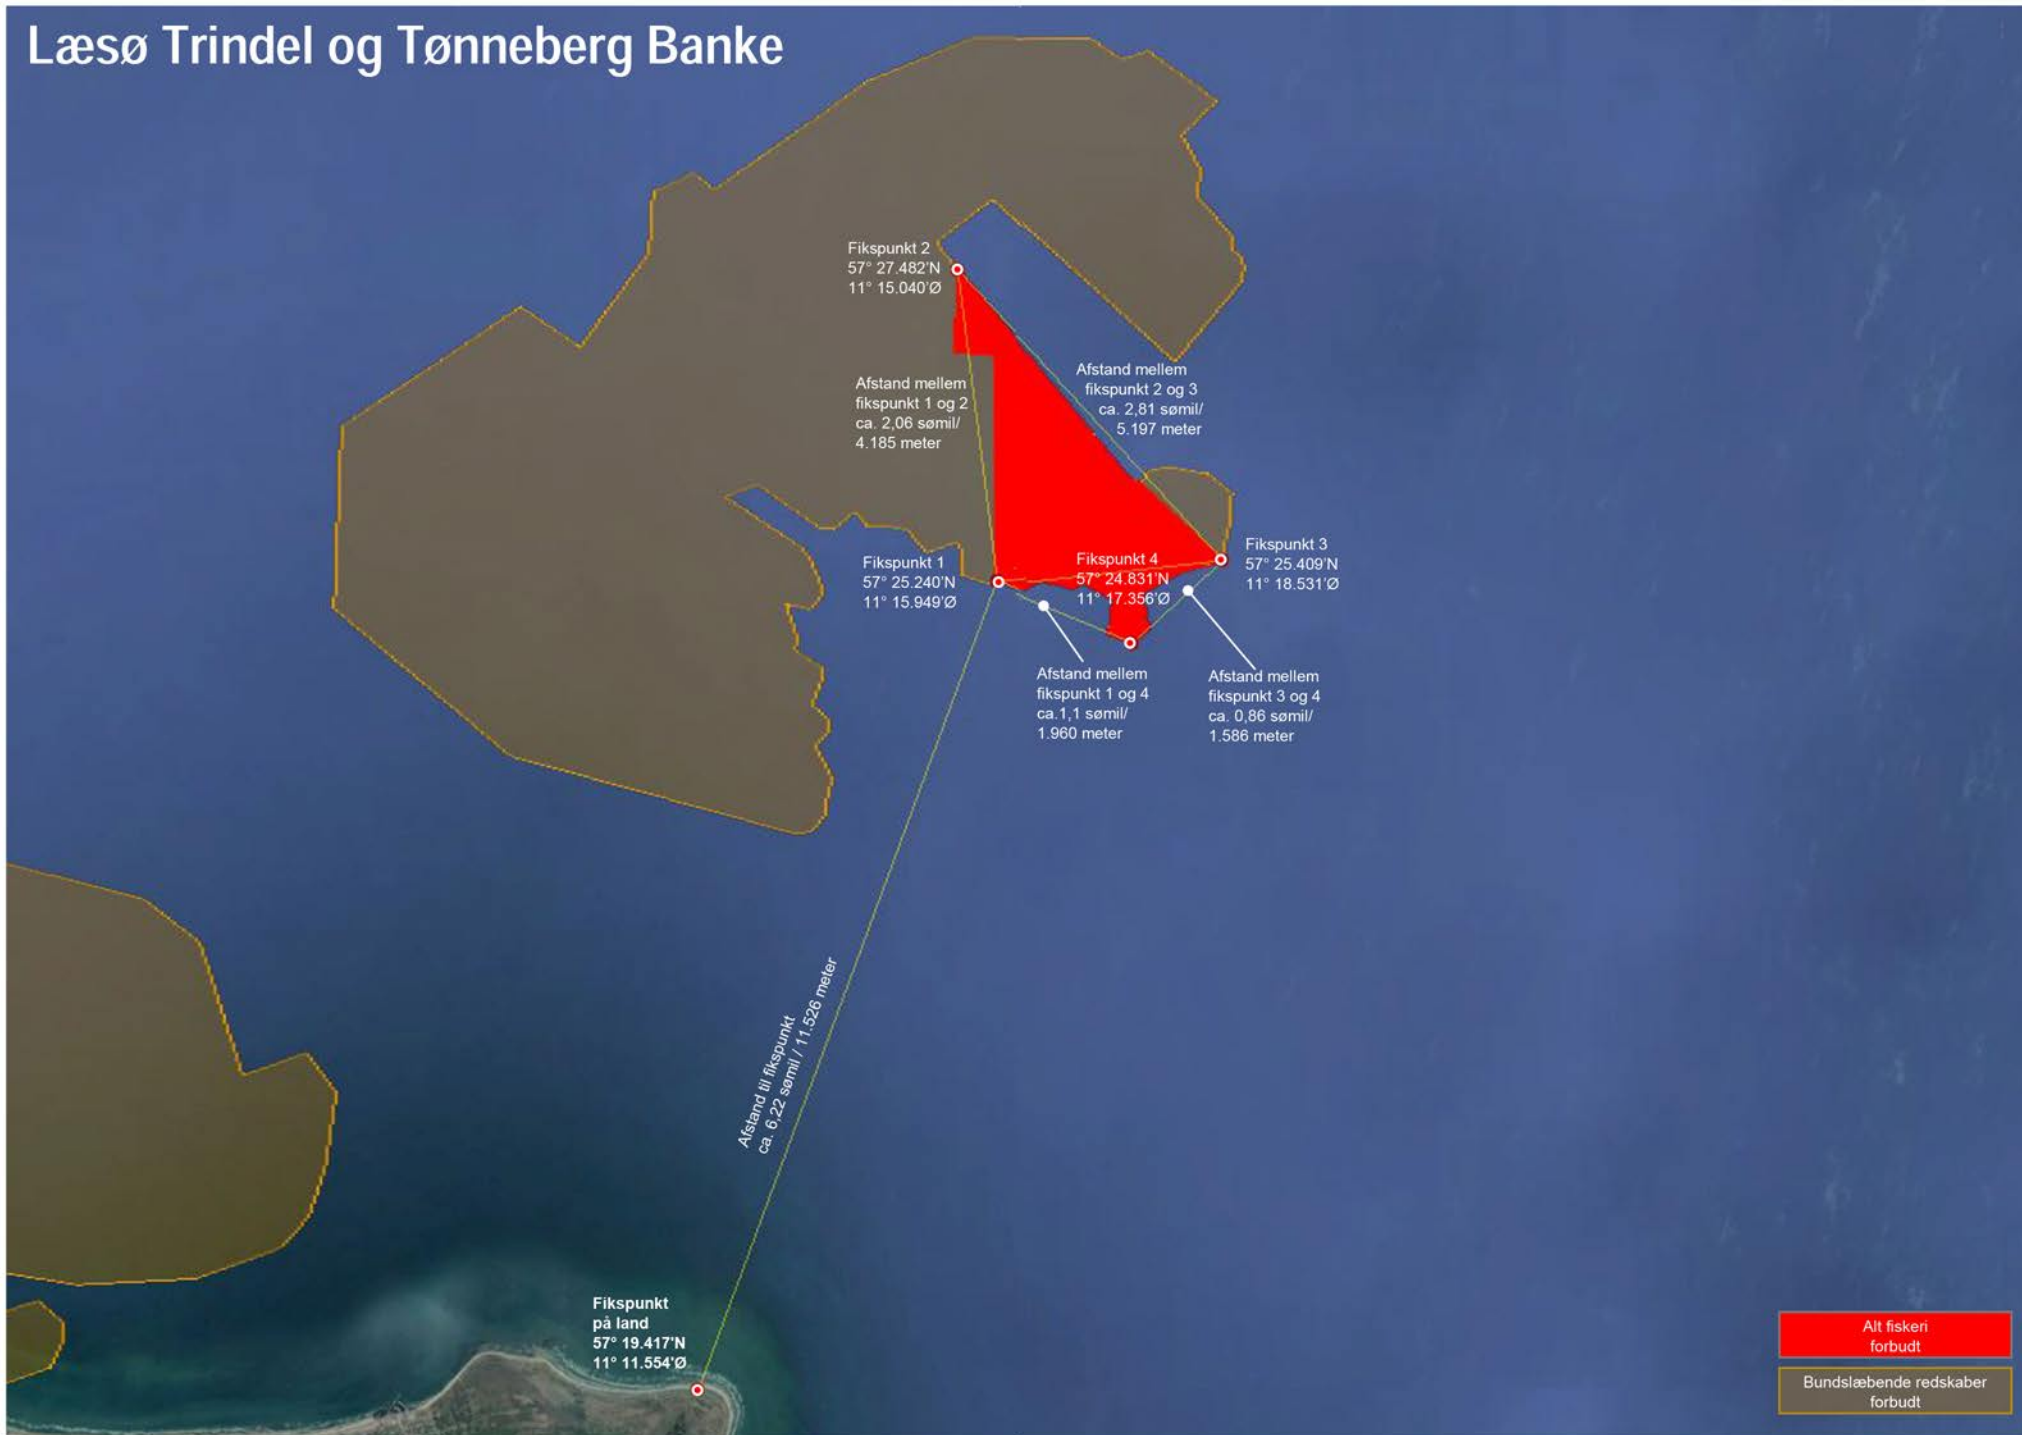 Læsø Trindel og Tønneberg Banke
Fikspunkt 2
57° 27.482'N
11° 15.040'Ø
Afstand mellem
fikspunkt 1 og 2
ca. 2,06 sømil/
4.185 meter
Afstand mellem
fikspunkt 2 og 3
ca. 2,81 sømil/
5.197 meter
Fikspunkt 1
57° 25.240'N
11° 15.949'Ø
Fikspunkt 4
57° 24.831'N
11° 17.356'Ø
Fikspunkt 3
57° 25.409'N
11° 18.531'Ø
Afstand mellem
fikspunkt 1 og 4
ca.1,1 sømil/
1.960 meter
Afstand mellem
fikspunkt 3 og 4
ca. 0,86 sømil/
1.586 meter
Afstand til fikspunkt
ca. 6,22 sømil / 11.526 meter
Fikspunkt
på land
57° 19.417'N
11° 11.554'Ø
Alt fiskeri
forbudt
Bundslæbende redskaber
forbudt